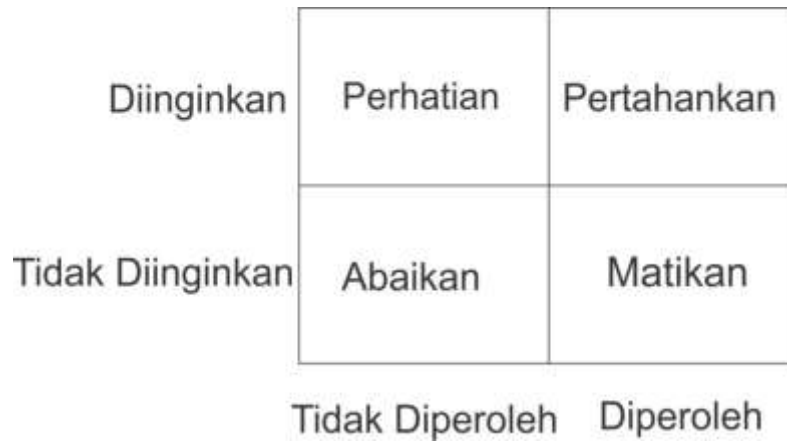 Diinginkan Perhatian Pertahankan
Tidak Diinginkan Abaikan Matikan
Tidak Diperoleh Diperoleh